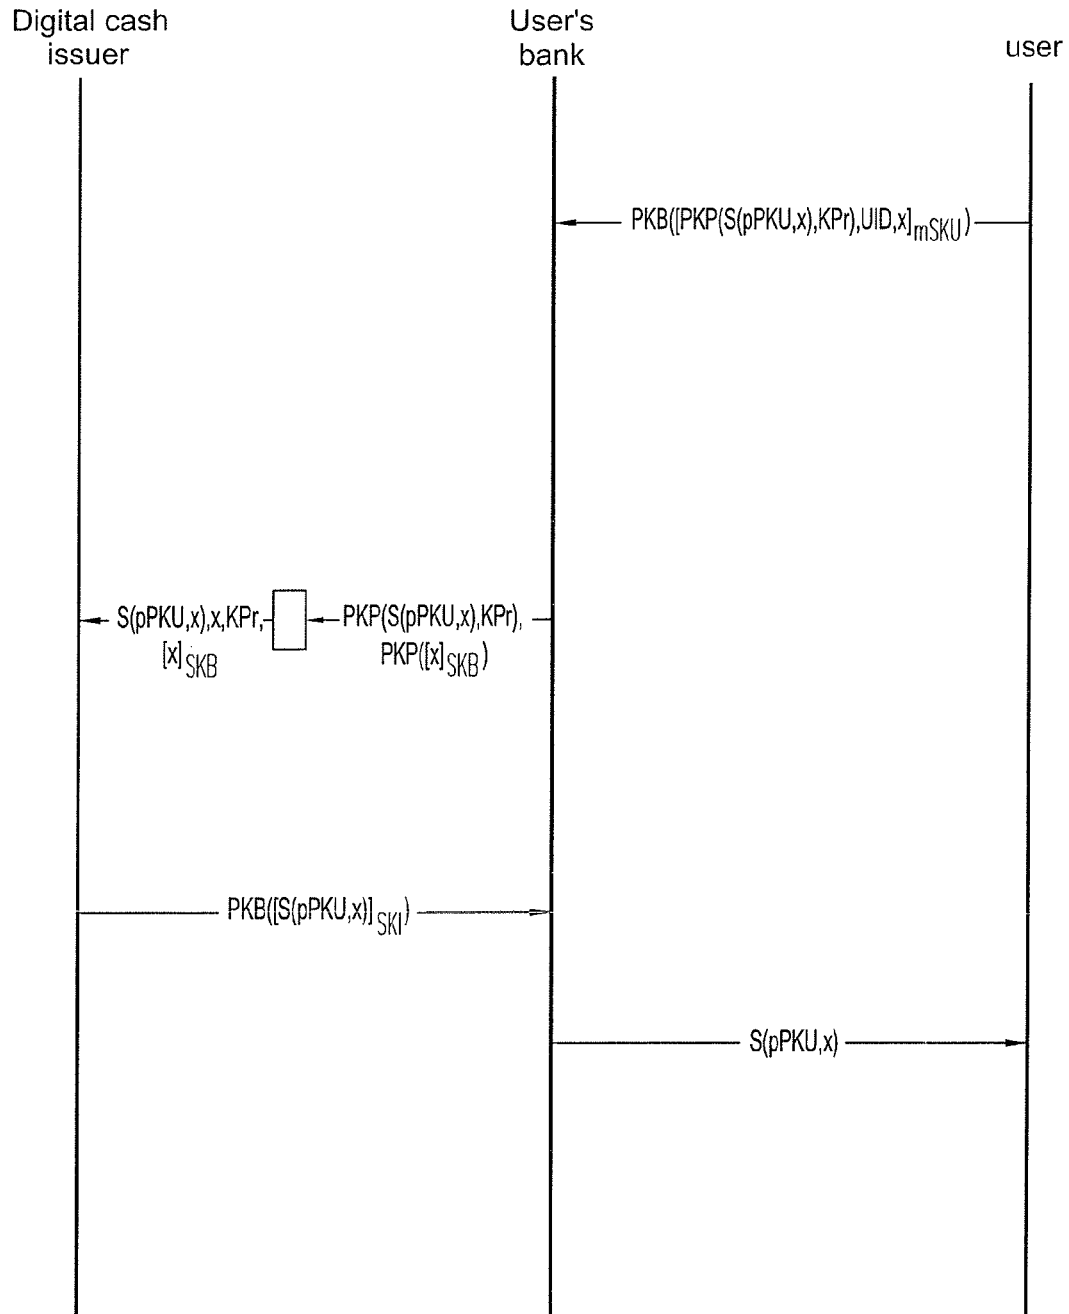 Digital cash
issuer
User's
bank
user
PKB([PKP(S(pPKU,x),KPr),UID,x]mSKU)
S(pPKU,x),x,KPr,
[x]SKB
PKP(S(pPKU,x),KPr),
PKP([x]SKB)
PKB([S(pPKU,x)]SKI)
S(pPKU,x)